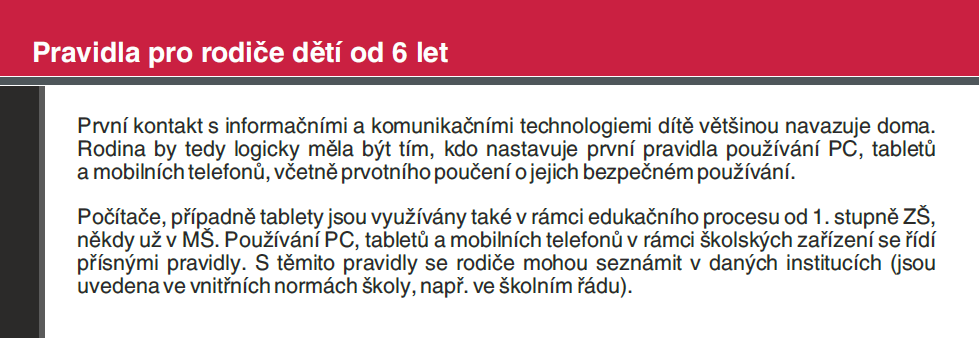 Pravidla pro rodiče dětí od 6 let
První kontakt s informačními a komunikačními technologiemi dítě většinou navazuje doma.
Rodina by tedy logicky měla být tím, kdo nastavuje první pravidla používání PC, tabletů
a mobilních telefonů, včetně prvotního poučení o jejich bezpečném používání.
Počítače, případně tablety jsou využívány také v rámci edukačního procesu od 1. stupně ZŠ,
někdy už v MŠ. Používání PC, tabletů a mobilních telefonů v rámci školských zařízení se řídí
přísnými pravidly. S těmito pravidly se rodiče mohou seznámit v daných institucích (jsou
uvedena ve vnitřních normách školy, např. ve školním řádu).